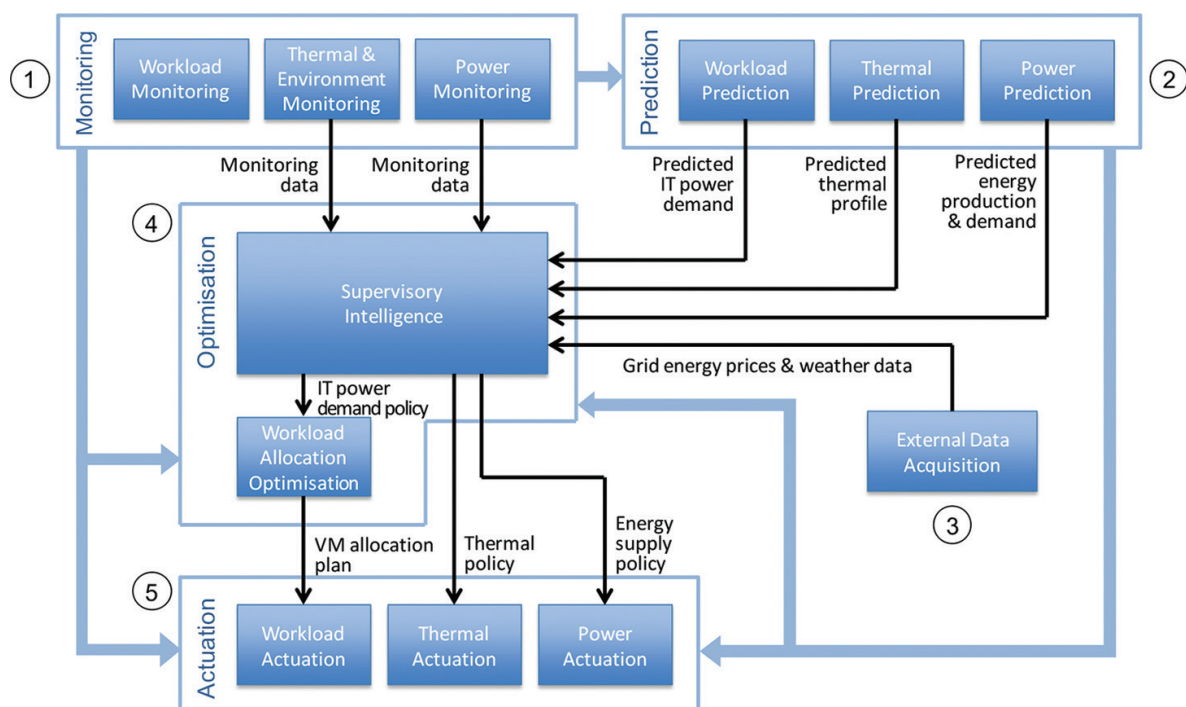 1
Monitoring
Workload
Monitoring
Thermal &
Environment
Monitoring
Power
Monitoring
Prediction
Workload
Prediction
Thermal
Prediction
Power
Prediction
2
Monitoring
data
Monitoring
data
Predicted
IT power
demand
Predicted
thermal
profile
Predicted
energy
production
& demand
4
Optimisation
Supervisory
Intelligence
Grid energy prices & weather data
IT power
demand policy
Workload
Allocation
Optimisation
External Data
Acquisition
3
VM allocation
plan
Thermal
policy
Energy
supply
policy
5
Actuation
Workload
Actuation
Thermal
Actuation
Power
Actuation